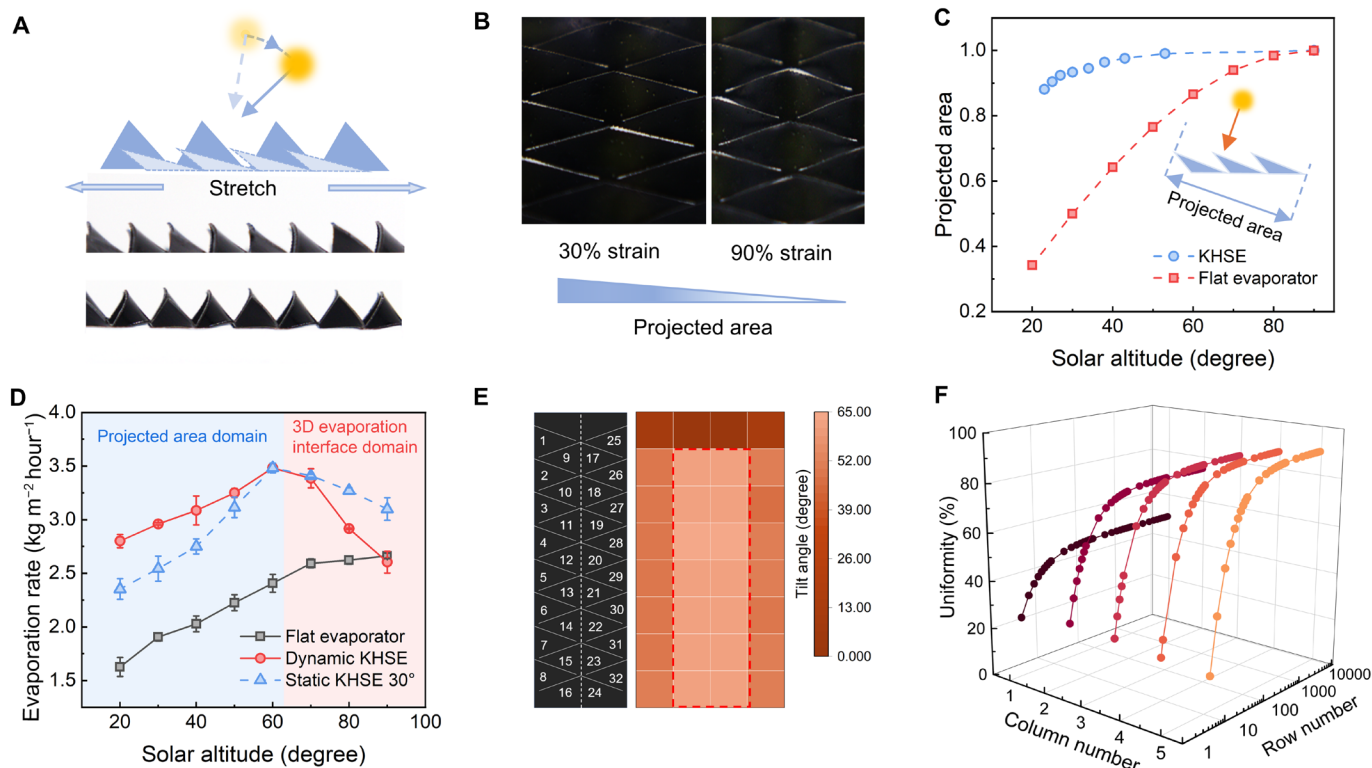 A
Stretch
B
30% strain
90% strain
Projected area
C
Projected area
1.0
0.8
0.6
0.4
0.2
20
40
60
80
Solar altitude (degree)
Projected area
KHSE
Flat evaporator
D
Evaporation rate (kg m⁻² hour⁻¹)
4.0
3.5
3.0
2.5
2.0
1.5
20
40
60
80
100
Solar altitude (degree)
Projected area domain
3D evaporation
interface domain
Flat evaporator
Dynamic KHSE
Static KHSE 30°
E
1
25
9
17
2
26
10
18
3
27
11
19
4
28
12
20
5
29
13
21
6
30
14
22
7
31
15
23
8
32
16
24
Tilt angle (degree)
65.00
52.00
39.00
26.00
13.00
0.000
F
Uniformity (%)
100
80
60
40
20
0
1
2
3
4
5
Column number
1
10
100
1000
10000
Row number